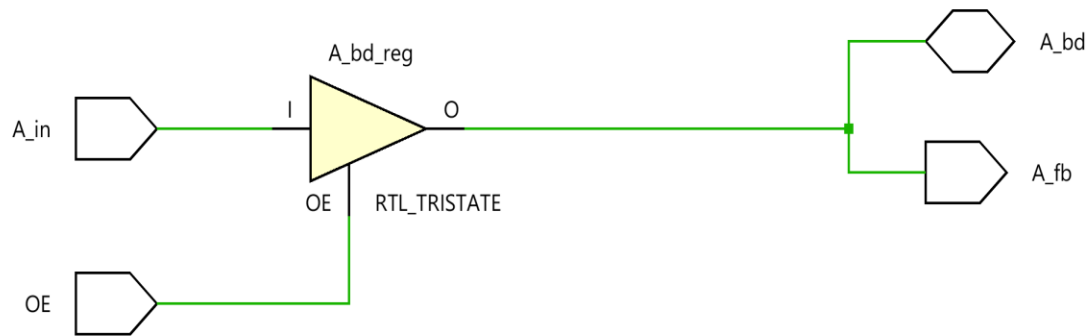 A_bd_reg
A_bd
A_in
I
O
A_fb
OE
RTL_TRISTATE
OE